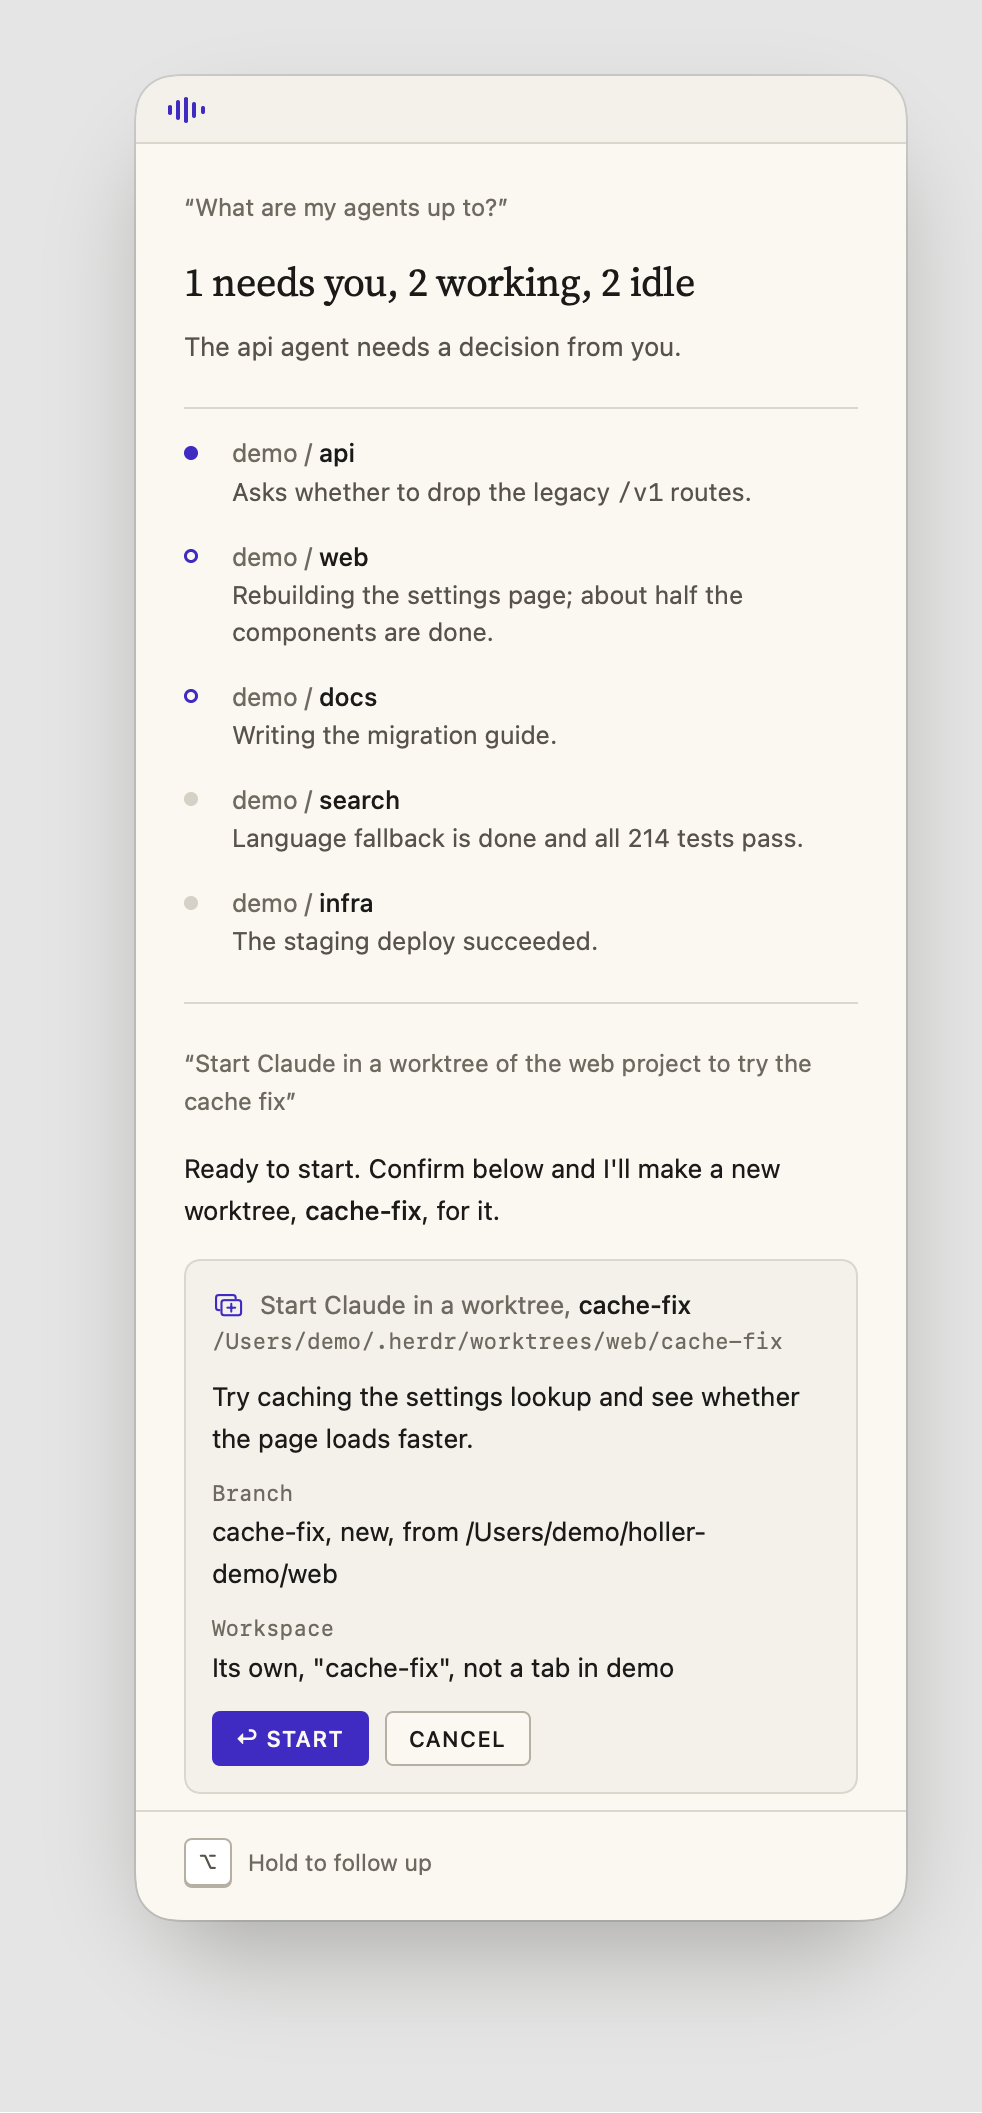 “What are my agents up to?”
1 needs you, 2 working, 2 idle
The api agent needs a decision from you.
demo / api
Asks whether to drop the legacy /v1 routes.
demo / web
Rebuilding the settings page; about half the
components are done.
demo / docs
Writing the migration guide.
demo / search
Language fallback is done and all 214 tests pass.
demo / infra
The staging deploy succeeded.
“Start Claude in a worktree of the web project to try the
cache fix”
Ready to start. Confirm below and I'll make a new
worktree, cache-fix, for it.
Start Claude in a worktree, cache-fix
/Users/demo/.herdr/worktrees/web/cache-fix
Try caching the settings lookup and see whether
the page loads faster.
Branch
cache-fix, new, from /Users/demo/holler-
demo/web
Workspace
Its own, "cache-fix", not a tab in demo
↩ START CANCEL
⌥ Hold to follow up